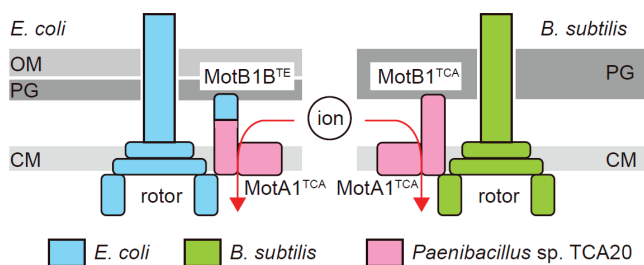 E. coli
B. subtilis
OM
PG
MotB1B^TE
MotB1^TCA
PG
ion
CM
CM
rotor
MotA1^TCA
MotA1^TCA
rotor
E. coli
B. subtilis
Paenibacillus sp. TCA20